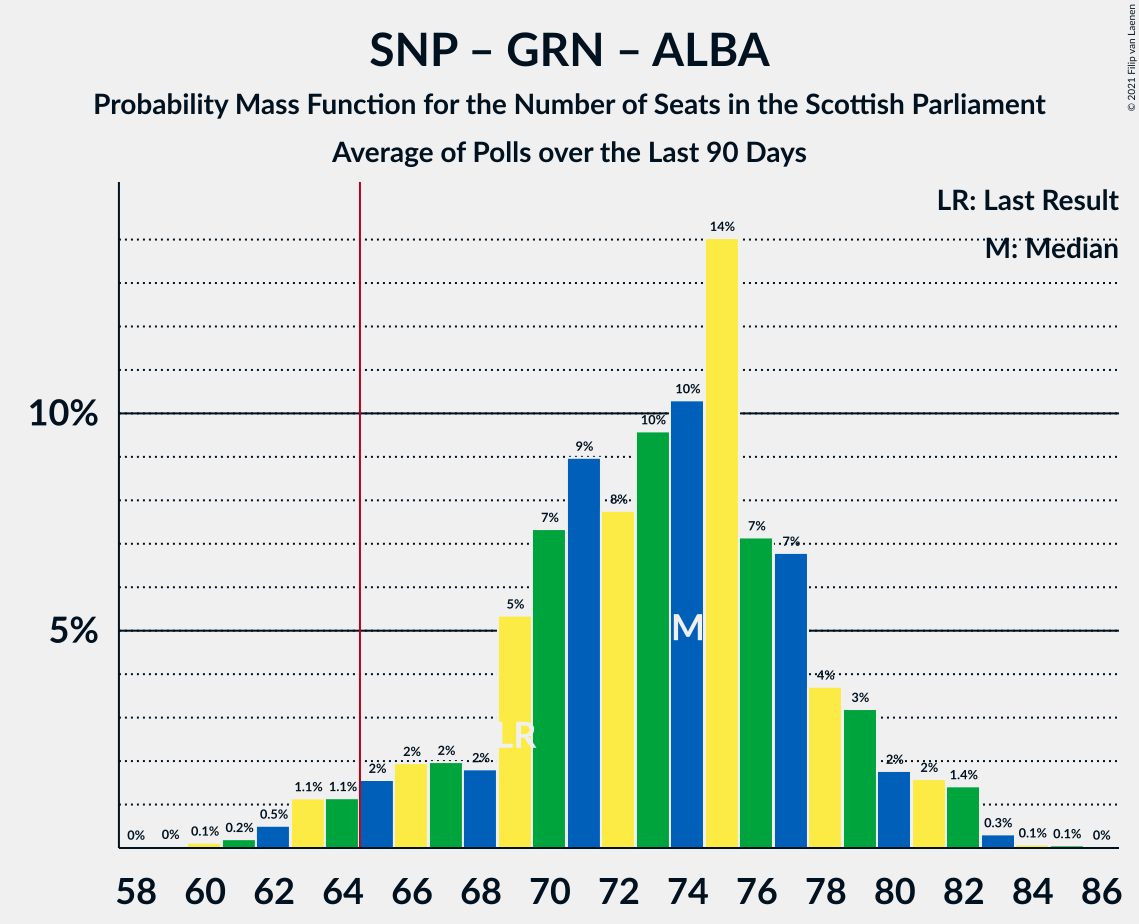 SNP – GRN – ALBA
Probability Mass Function for the Number of Seats in the Scottish Parliament
Average of Polls over the Last 90 Days
© 2021 Filip van Laenen
LR: Last Result
M: Median
10%
5%
0% 0% 0.1% 0.2% 0.5% 1.1% 1.1% 2% 2% 2% 2% 5% 7% 9% 8% 10% 10% 14% 7% 7% 4% 3% 2% 2% 1.4% 0.3% 0.1% 0.1% 0%
M
LR
58 60 62 64 66 68 70 72 74 76 78 80 82 84 86